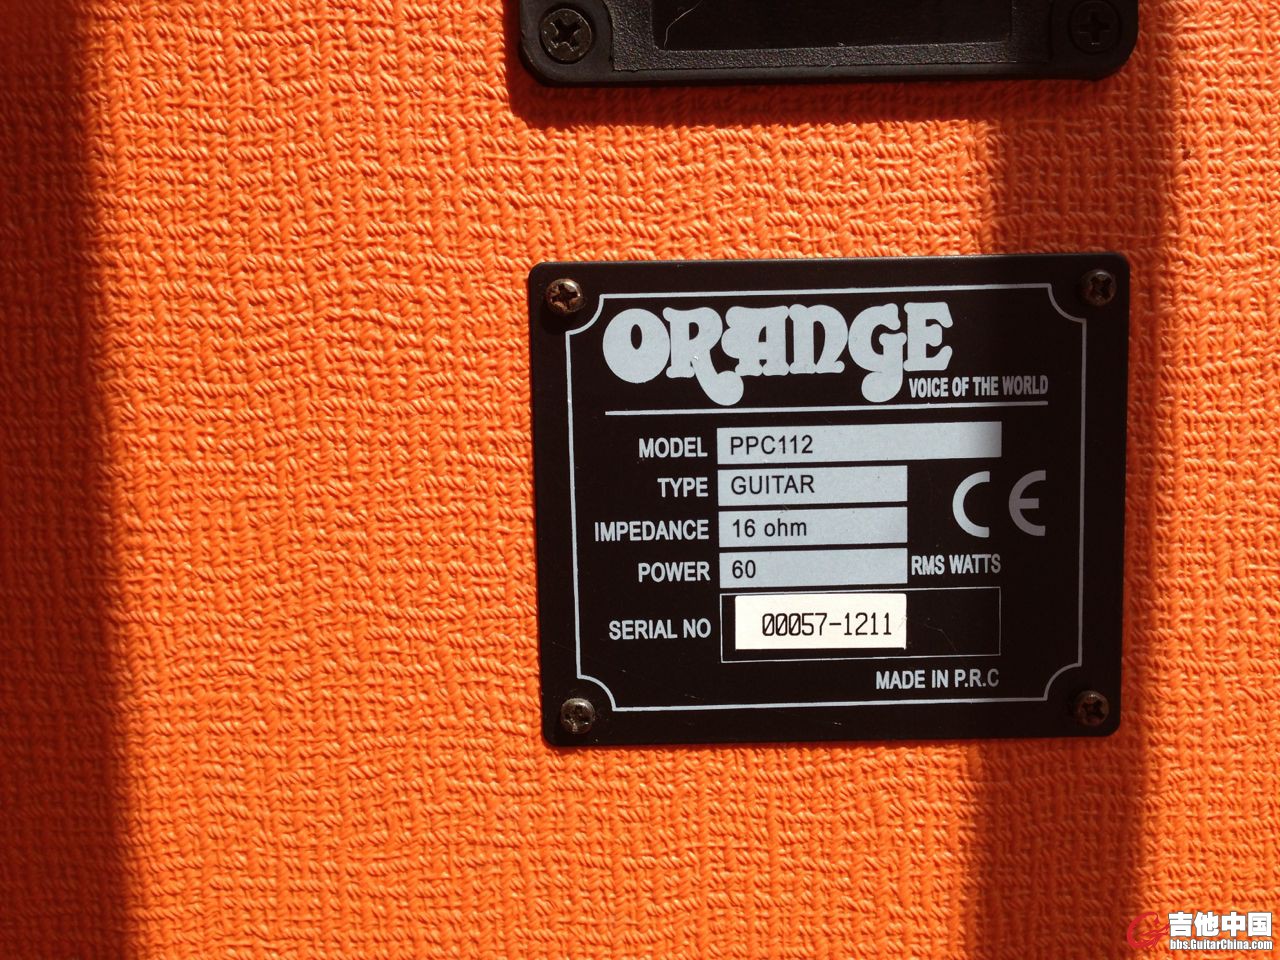 ORANGE
VOICE OF THE WORLD
MODEL PPC112
TYPE GUITAR
IMPEDANCE 16 ohm
POWER 60 RMS WATTS
CE
SERIAL NO 00057-1211
MADE IN P.R.C
吉他中国
bbs.GuitarChina.com